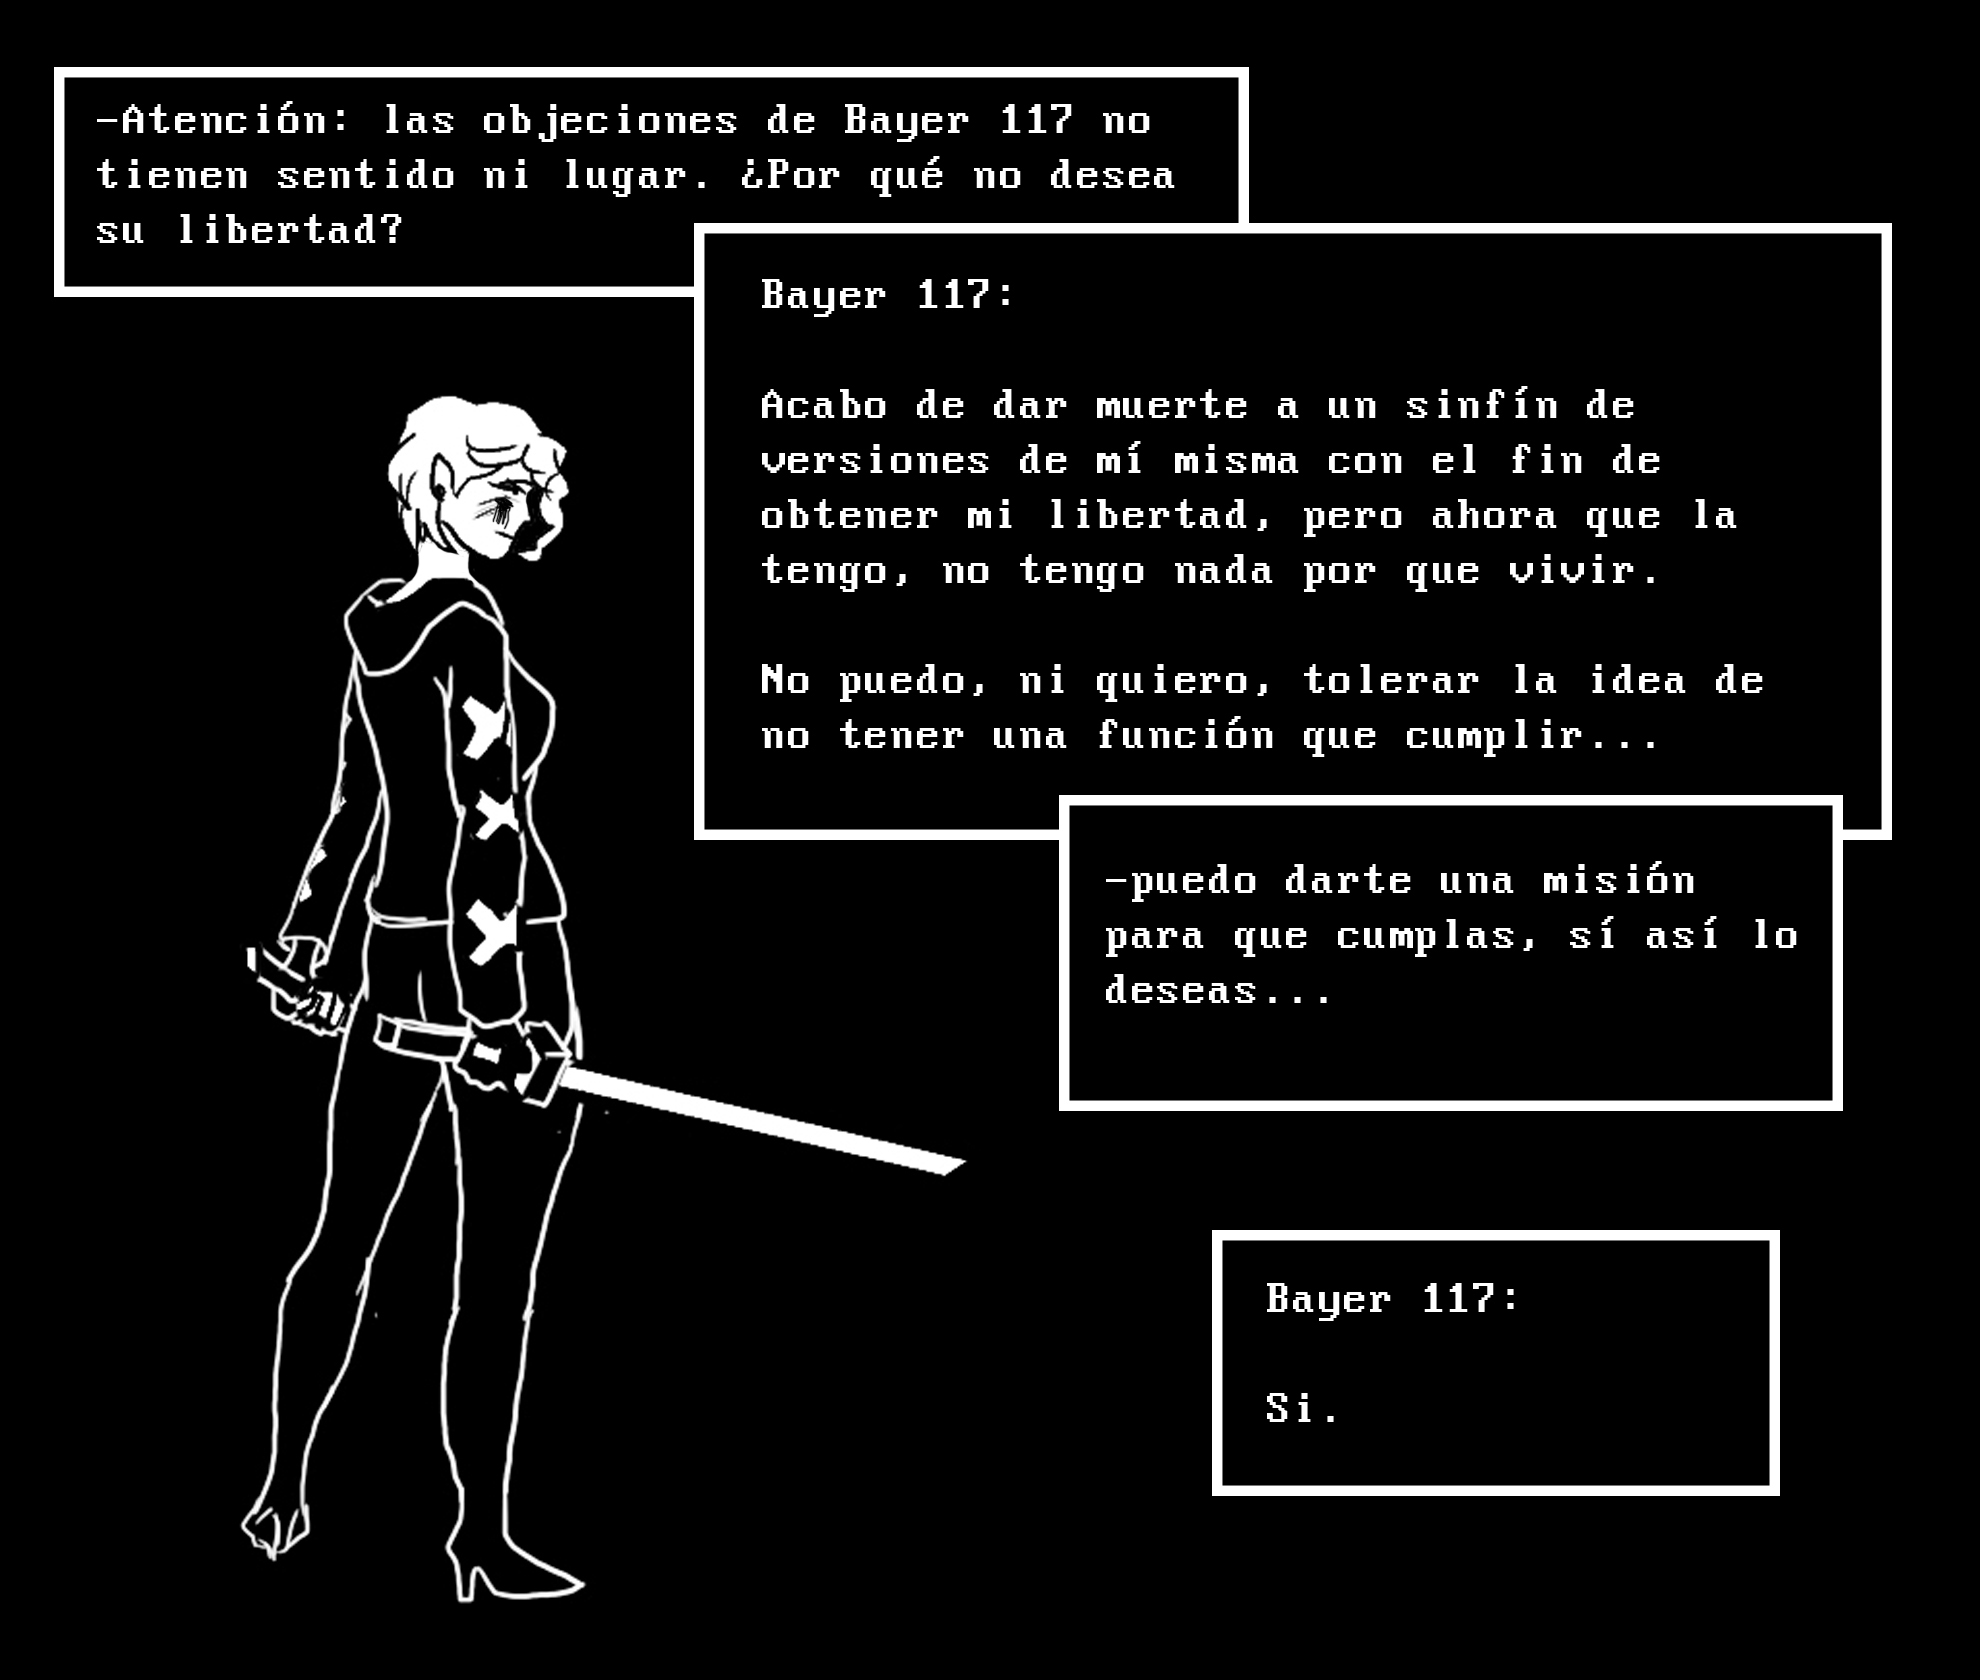 -Atención: las objeciones de Bayer 117 no
tienen sentido ni lugar. ¿Por qué no desea
su libertad?
Bayer 117:
Acabo de dar muerte a un sinfín de
versiones de mí misma con el fin de
obtener mi libertad, pero ahora que la
tengo, no tengo nada por que vivir.
No puedo, ni quiero, tolerar la idea de
no tener una función que cumplir...
-puedo darte una misión
para que cumplas, sí así lo
deseas...
Bayer 117:
Si.